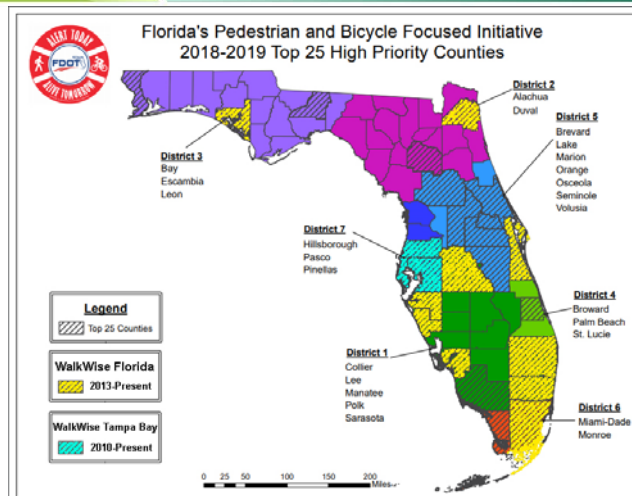 ALERT TODAY
FDOT
ALIVE TOMORROW
Florida's Pedestrian and Bicycle Focused Initiative
2018-2019 Top 25 High Priority Counties
District 2
Alachua
Duval
District 5
Brevard
Lake
Marion
Orange
Osceola
Seminole
Volusia
District 3
Bay
Escambia
Leon
District 7
Hillsborough
Pasco
Pinellas
Legend
Top 25 Counties
WalkWise Florida
2013-Present
WalkWise Tampa Bay
2010-Present
District 4
Broward
Palm Beach
St. Lucie
District 1
Collier
Lee
Manatee
Polk
Sarasota
District 6
Miami-Dade
Monroe
0 25 50 100 150 200
Miles